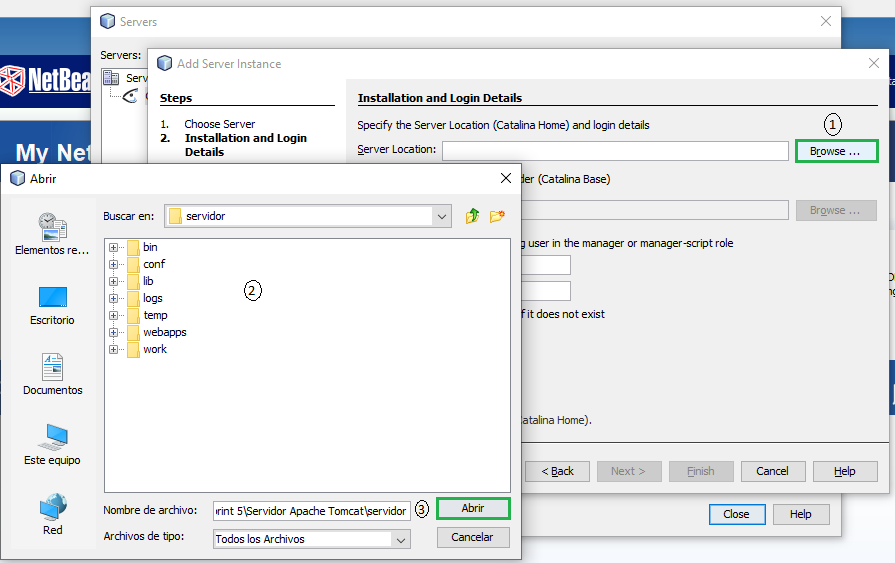 Servers
Servers:
Serv
NetBea
My Net
Add Server Instance
Steps
1. Choose Server
2. Installation and Login
Details
Installation and Login Details
Specify the Server Location (Catalina Home) and login details
1
Server Location:
Browse ...
der (Catalina Base)
Browse ...
g user in the manager or manager-script role
if it does not exist
Catalina Home).
< Back
Next >
Finish
Cancel
Help
Close
Help
Abrir
Buscar en:
servidor
Elementos re...
Escritorio
Documentos
Este equipo
Red
bin
conf
lib
logs
temp
webapps
work
2
Nombre de archivo:
rint 5\Servidor Apache Tomcat\servidor
3
Abrir
Archivos de tipo:
Todos los Archivos
Cancelar